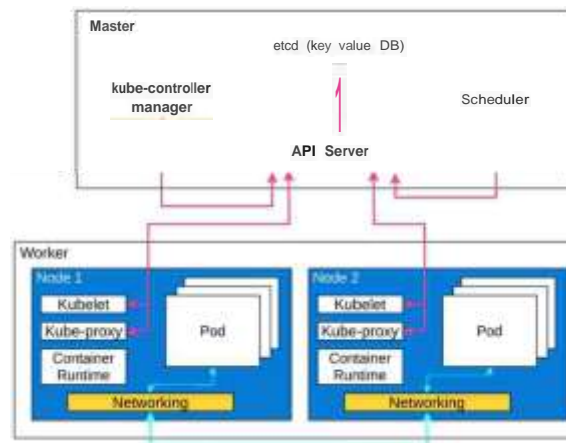 Master
etcd (key value DB)
kube-controller
manager
Scheduler
API Server
Worker
Node 1
Kubelet
Kube-proxy
Container
Runtime
Pod
Networking
Node 2
Kubelet
Kube-proxy
Container
Runtime
Pod
Networking